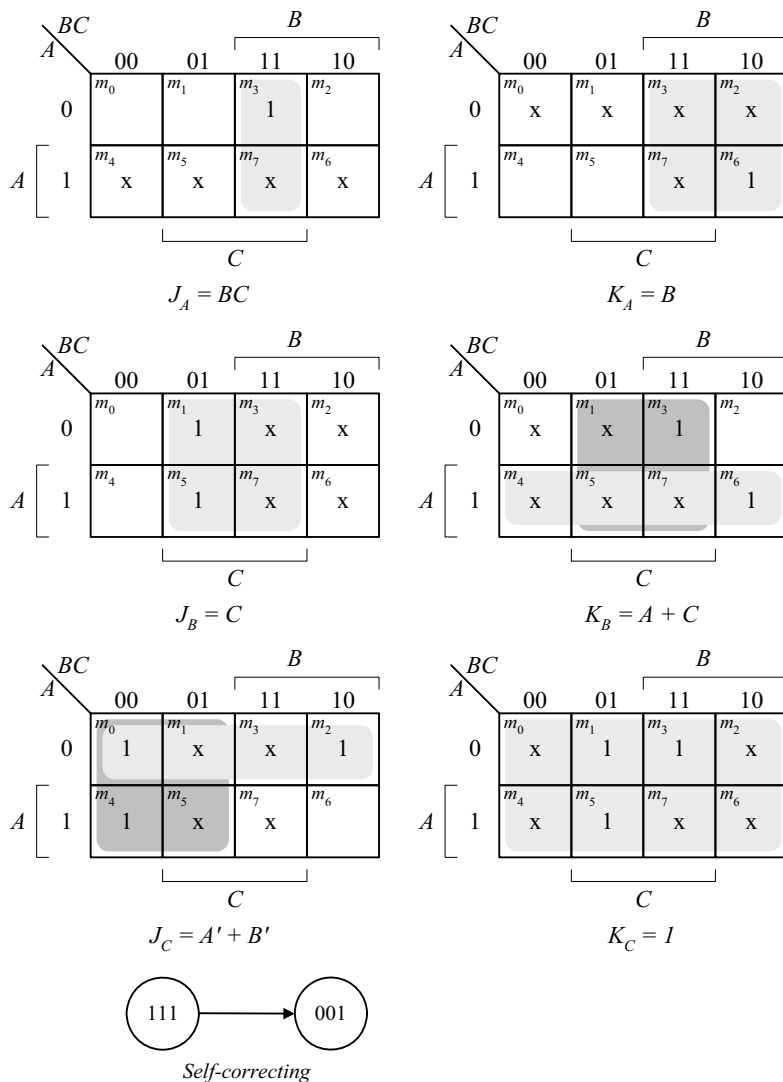 BC B BC B
A A
00 01 11 10 00 01 11 10
m0 m1 m3 m2 m0 m1 m3 m2
0 1 0 x x x x
m4 m5 m7 m6 m4 m5 m7 m6
A 1 x x x x A 1 x 1
C C
J_A = BC K_A = B
BC B BC B
A A
00 01 11 10 00 01 11 10
m0 m1 m3 m2 m0 m1 m3 m2
0 1 x x 0 x x 1
m4 m5 m7 m6 m4 m5 m7 m6
A 1 1 x x A 1 x x x 1
C C
J_B = C K_B = A + C
BC B BC B
A A
00 01 11 10 00 01 11 10
m0 m1 m3 m2 m0 m1 m3 m2
0 1 x x 1 0 x 1 1 x
m4 m5 m7 m6 m4 m5 m7 m6
A 1 1 x x A 1 x 1 x x
C C
J_C = A′ + B′ K_C = 1
111 001
Self-correcting